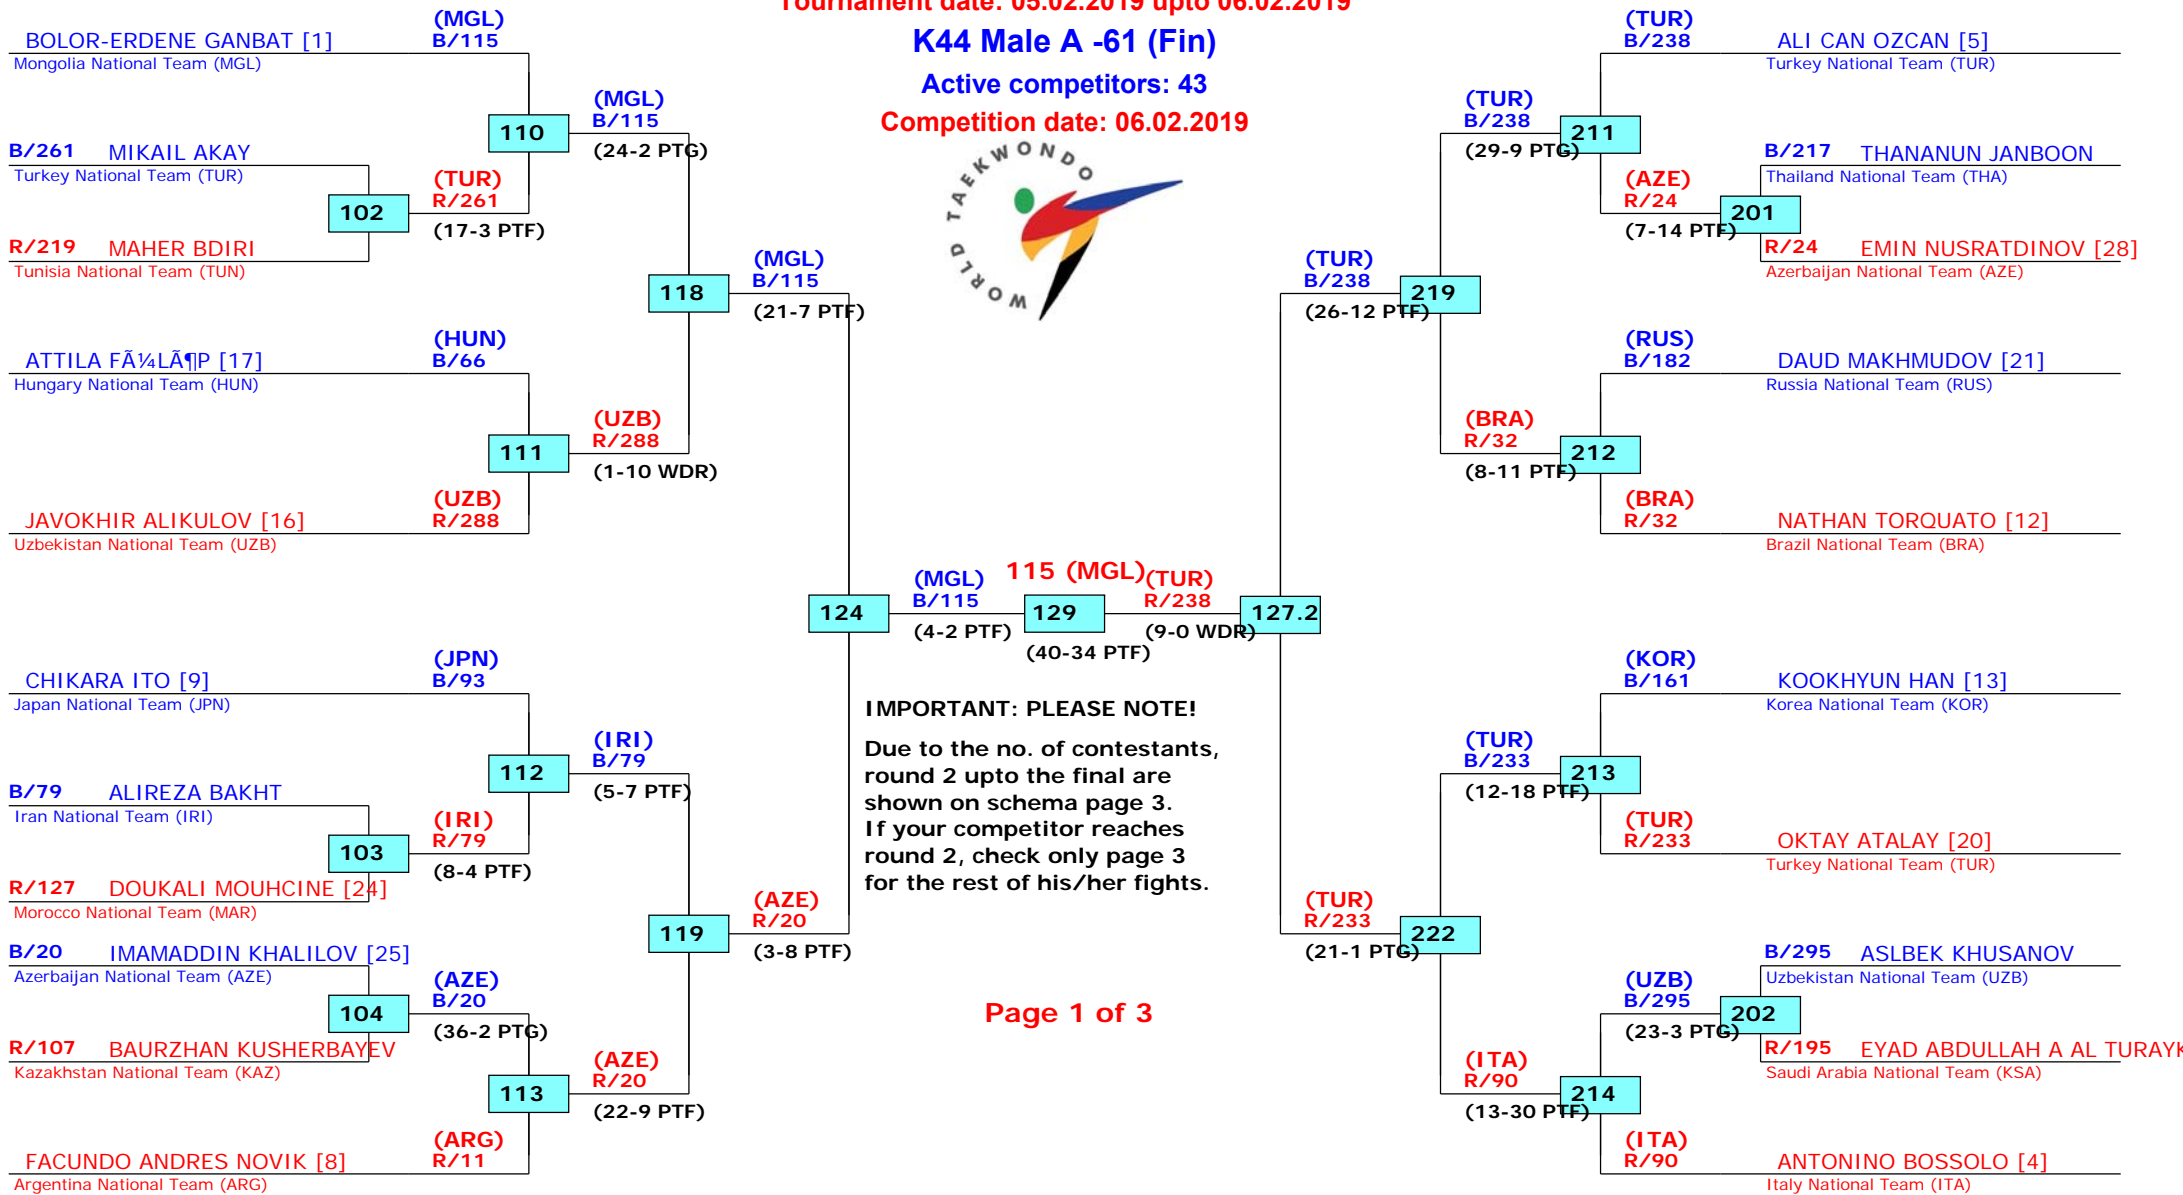 Tournament date: 05.02.2019 upto 06.02.2019
K44 Male A -61 (Fin)
Active competitors: 43
Competition date: 06.02.2019
WORLD TAEKWONDO
BOLOR-ERDENE GANBAT [1]
Mongolia National Team (MGL)
(MGL)
B/115
110
(MGL)
B/115
(24-2 PTG)
B/261 MIKAIL AKAY
Turkey National Team (TUR)
102
(TUR)
R/261
(17-3 PTF)
R/219 MAHER BDIRI
Tunisia National Team (TUN)
118
(MGL)
B/115
(21-7 PTF)
ATTILA FÃ¼LÃ¶P [17]
Hungary National Team (HUN)
(HUN)
B/66
111
(UZB)
R/288
(1-10 WDR)
JAVOKHIR ALIKULOV [16]
Uzbekistan National Team (UZB)
(UZB)
R/288
124
(MGL)
B/115
(4-2 PTF)
115 (MGL)
129
(40-34 PTF)
(TUR)
R/238
(9-0 WDR)
127.2
CHIKARA ITO [9]
Japan National Team (JPN)
(JPN)
B/93
112
(IRI)
B/79
(5-7 PTF)
B/79 ALIREZA BAKHT
Iran National Team (IRI)
103
(IRI)
R/79
(8-4 PTF)
R/127 DOUKALI MOUHCINE [24]
Morocco National Team (MAR)
119
(AZE)
R/20
(3-8 PTF)
B/20 IMAMADDIN KHALILOV [25]
Azerbaijan National Team (AZE)
104
(AZE)
B/20
(36-2 PTG)
R/107 BAURZHAN KUSHERBAYEV
Kazakhstan National Team (KAZ)
113
(AZE)
R/20
(22-9 PTF)
FACUNDO ANDRES NOVIK [8]
Argentina National Team (ARG)
(ARG)
R/11
IMPORTANT: PLEASE NOTE!
Due to the no. of contestants,
round 2 upto the final are
shown on schema page 3.
If your competitor reaches
round 2, check only page 3
for the rest of his/her fights.
Page 1 of 3
(TUR)
B/238
ALI CAN OZCAN [5]
Turkey National Team (TUR)
(TUR)
B/238
(29-9 PTG)
211
B/217 THANANUN JANBOON
Thailand National Team (THA)
(AZE)
R/24
(7-14 PTF)
201
R/24 EMIN NUSRATDINOV [28]
Azerbaijan National Team (AZE)
(TUR)
B/238
(26-12 PTF)
219
(RUS)
B/182
DAUD MAKHMUDOV [21]
Russia National Team (RUS)
(BRA)
R/32
(8-11 PTF)
212
(BRA)
R/32
NATHAN TORQUATO [12]
Brazil National Team (BRA)
(KOR)
B/161
KOOKHYUN HAN [13]
Korea National Team (KOR)
(TUR)
B/233
(12-18 PTF)
213
(TUR)
R/233
OKTAY ATALAY [20]
Turkey National Team (TUR)
(TUR)
R/233
(21-1 PTG)
222
B/295 ASLBEK KHUSANOV
Uzbekistan National Team (UZB)
(UZB)
B/295
(23-3 PTG)
202
R/195 EYAD ABDULLAH A AL TURAYK
Saudi Arabia National Team (KSA)
(ITA)
R/90
(13-30 PTF)
214
(ITA)
R/90
ANTONINO BOSSOLO [4]
Italy National Team (ITA)